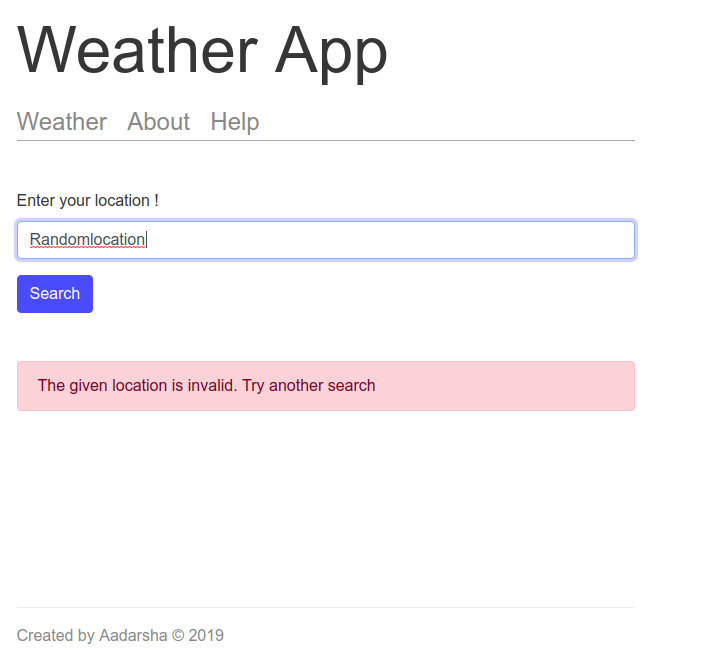 Weather App
Weather About Help
Enter your location !
Randomlocation
Search
The given location is invalid. Try another search
Created by Aadarsha © 2019